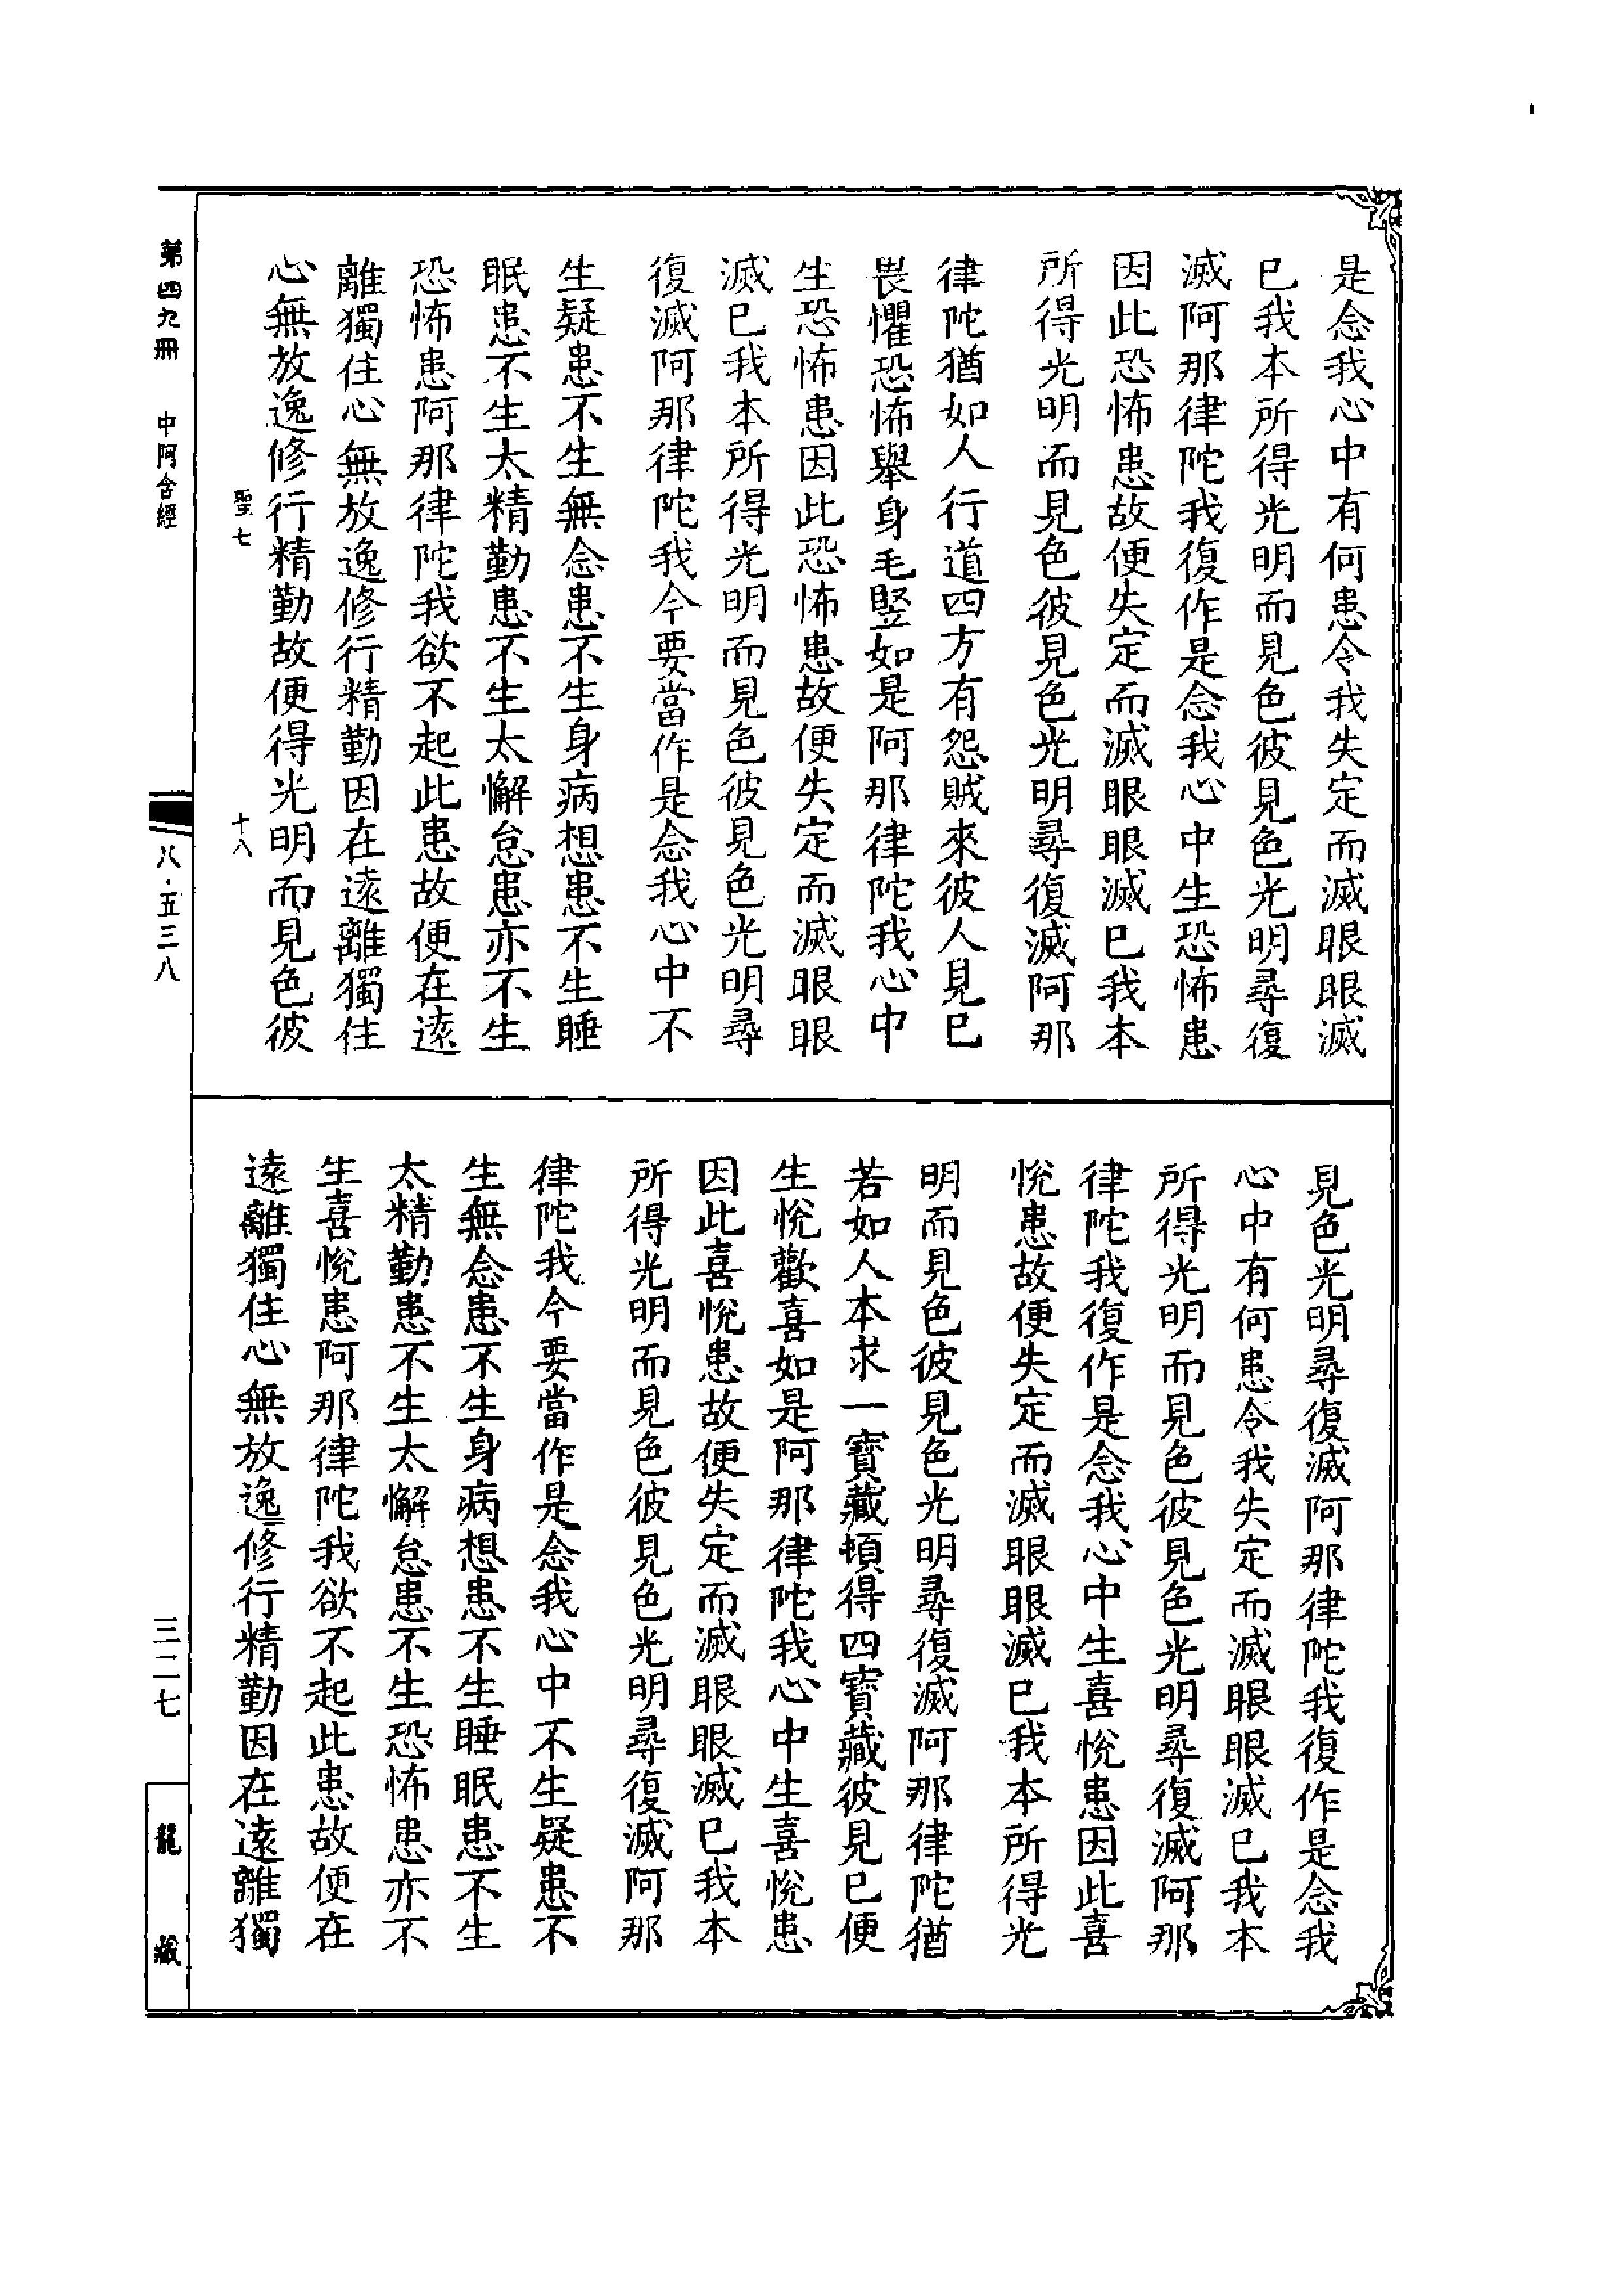 是念我心中有何患令我失定而滅眼眼滅
已我本所得光明而見色彼見色光明尋復
滅阿那律陀我復作是念我心中生恐怖患
因此恐怖患故便失定而滅眼眼滅已我本
所得光明而見色彼見色光明尋復滅阿那
律陀猶如人行道四方有怨賊來彼人見已
畏懼恐怖舉身毛竪如是阿那律陀我心中
生恐怖患因此恐怖患故便失定而滅眼眼
滅已我本所得光明而見色彼見色光明尋
復滅阿那律陀我今要當作是念我心中不
生疑患不生無念患不生身病想患不生睡
眠患不生太精勤患不生太懈怠患亦不生
恐怖患阿那律陀我欲不起此患故便在遠
離獨住心無放逸修行精勤因在遠離獨住
心無放逸修行精勤故便得光明而見色彼
聖七
十八
見色光明尋復滅阿那律陀我復作是念我
心中有何患令我失定而滅眼眼滅已我本
所得光明而見色彼見色光明尋復滅阿那
律陀我復作是念我心中生喜悅患因此喜
悅患故便失定而滅眼眼滅已我本所得光
明而見色彼見色光明尋復滅阿那律陀猶
若如人本求一寶藏頓得四寶藏彼見已便
生悅歡喜如是阿那律陀我心中生喜悅患
因此喜悅患故便失定而滅眼眼滅已我本
所得光明而見色彼見色光明尋復滅阿那
律陀我今要當作是念我心中不生疑患不
生無念患不生身病想患不生睡眠患不生
太精勤患不生太懈怠患不生恐怖患亦不
生喜悅患阿那律陀我欲不起此患故便在
遠離獨住心無放逸修行精勤因在遠離獨
第四九冊 中阿含經
八·五三八
三二七
龍藏